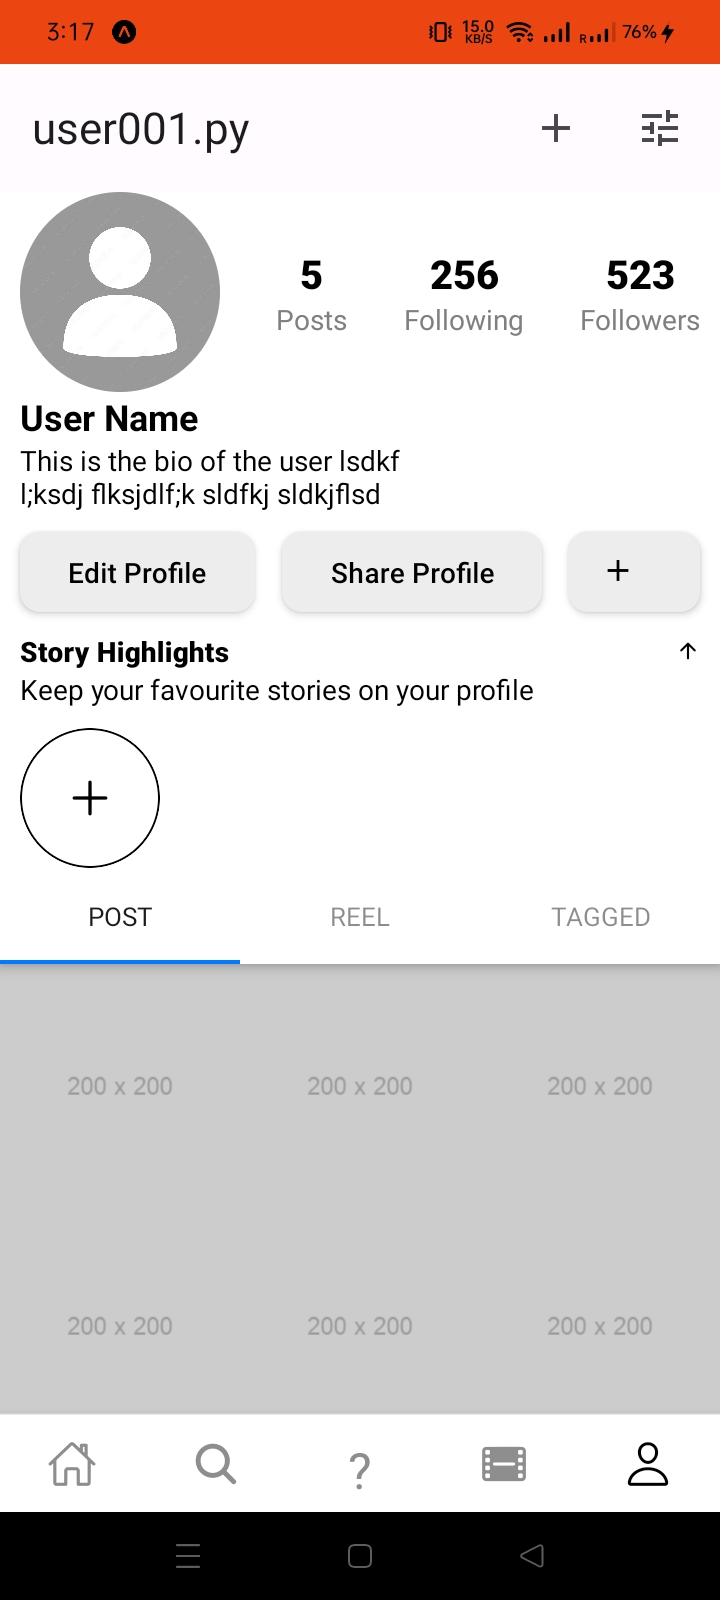 3:17 15.0 KB/S R 76%
user001.py
5 256 523
Posts Following Followers
User Name
This is the bio of the user lsdkf
l;ksdj flksjdlf;k sldfkj sldkjflsd
Edit Profile Share Profile +
Story Highlights
Keep your favourite stories on your profile
POST REEL TAGGED
200 x 200 200 x 200 200 x 200
200 x 200 200 x 200 200 x 200
?